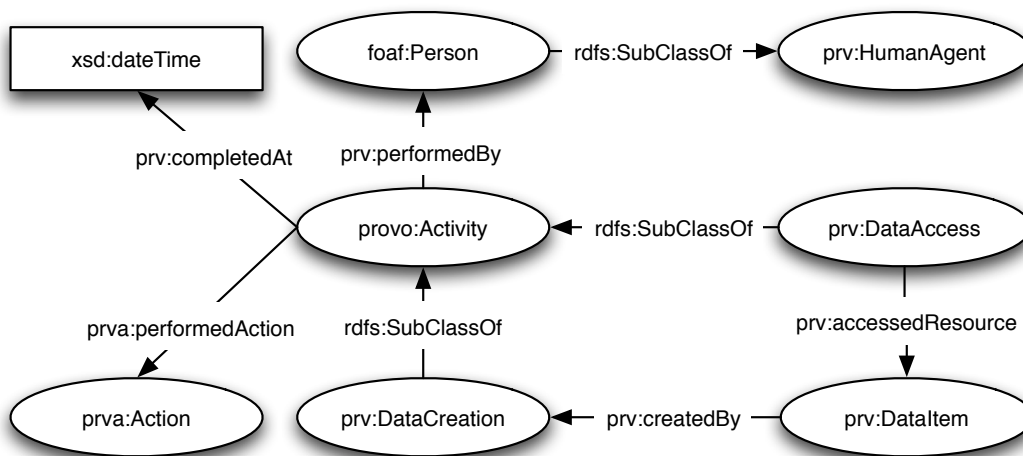 xsd:dateTime
foaf:Person
rdfs:SubClassOf
prv:HumanAgent
prv:completedAt
prv:performedBy
provo:Activity
rdfs:SubClassOf
prv:DataAccess
prva:performedAction
rdfs:SubClassOf
prv:accessedResource
prva:Action
prv:DataCreation
prv:createdBy
prv:DataItem